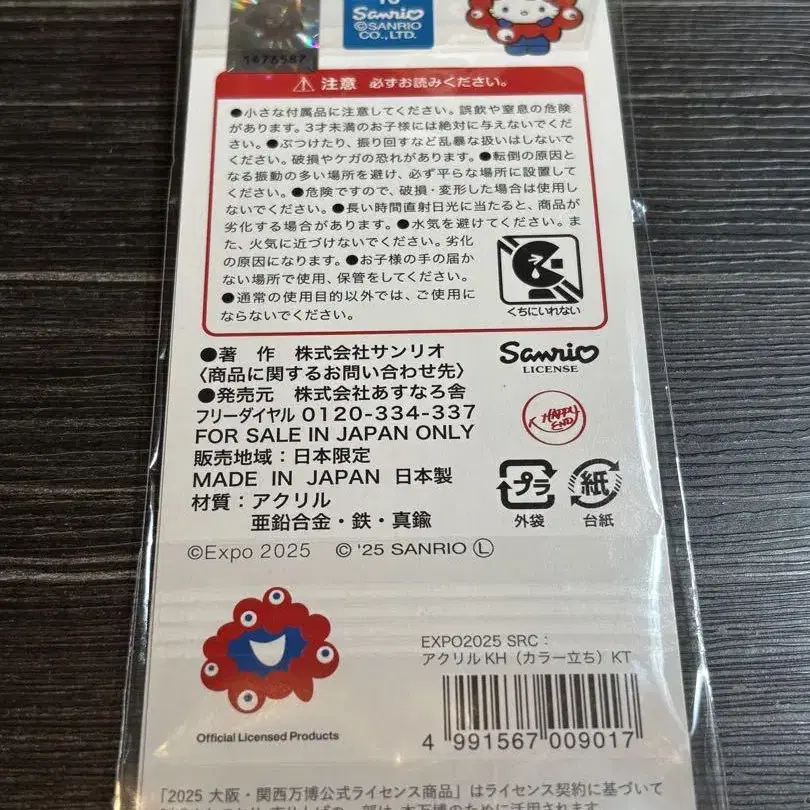 Sanrio
©SANRIO
CO.,LTD.
1676587
注意 必ずお読みください。
●小さな付属品に注意してください。誤飲や窒息の危険
があります。3才未満のお子様には絶対に与えないでくだ
さい。●ぶつけたり、振り回すなど乱暴な扱いはしないで
ください。破損やケガの恐れがあります。●転倒の原因と
なる振動の多い場所を避け、必ず平らな場所に設置して
ください。●危険ですので、破損・変形した場合は使用し
ないでください。●長い時間直射日光に当たると、商品が
劣化する場合があります。●水気を避けてください。ま
た、火気に近づけないでください。劣化
の原因になります。●お子様の手の届か
ない場所で使用、保管をしてください。
●通常の使用目的以外では、ご使用に
ならないでください。
くちにいれない
●著 作 株式会社サンリオ
〈商品に関するお問い合わせ先〉
●発売元 株式会社あすなろ舎
フリーダイヤル 0120-334-337
FOR SALE IN JAPAN ONLY
販売地域：日本限定
MADE IN JAPAN 日本製
材質：アクリル
亜鉛合金・鉄・真鍮
Sanrio
LICENSE
HAPPY
END
プラ
外袋
紙
台紙
©Expo 2025 © '25 SANRIO Ⓛ
Official Licensed Products
EXPO2025 SRC：
アクリルKH（カラー立ち）KT
4 991567 009017
「2025 大阪・関西万博公式ライセンス商品」はライセンス契約に基づいて